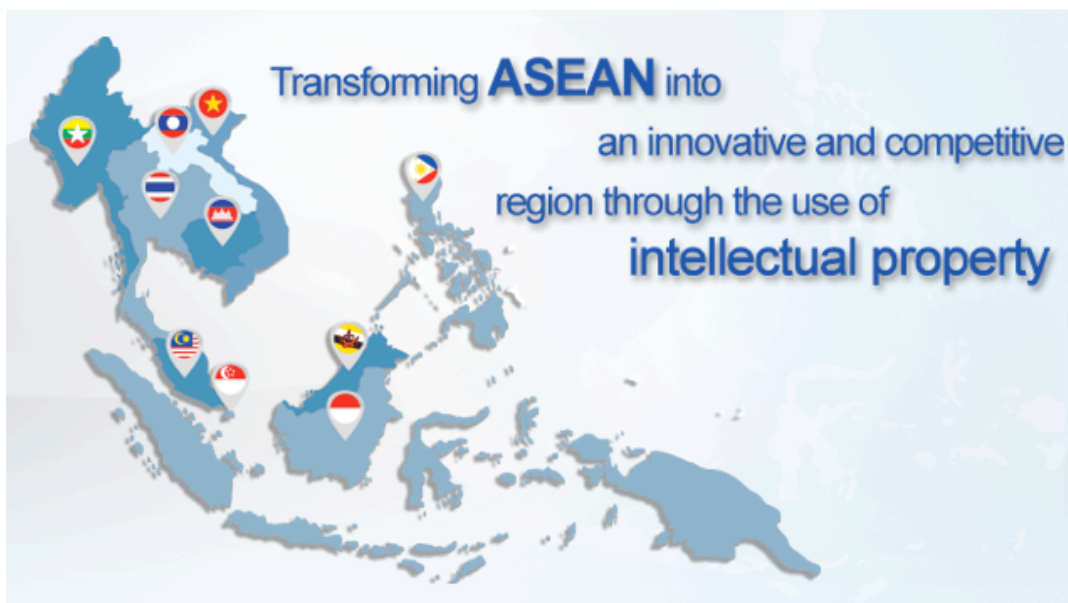 Transforming ASEAN into
an innovative and competitive
region through the use of
intellectual property